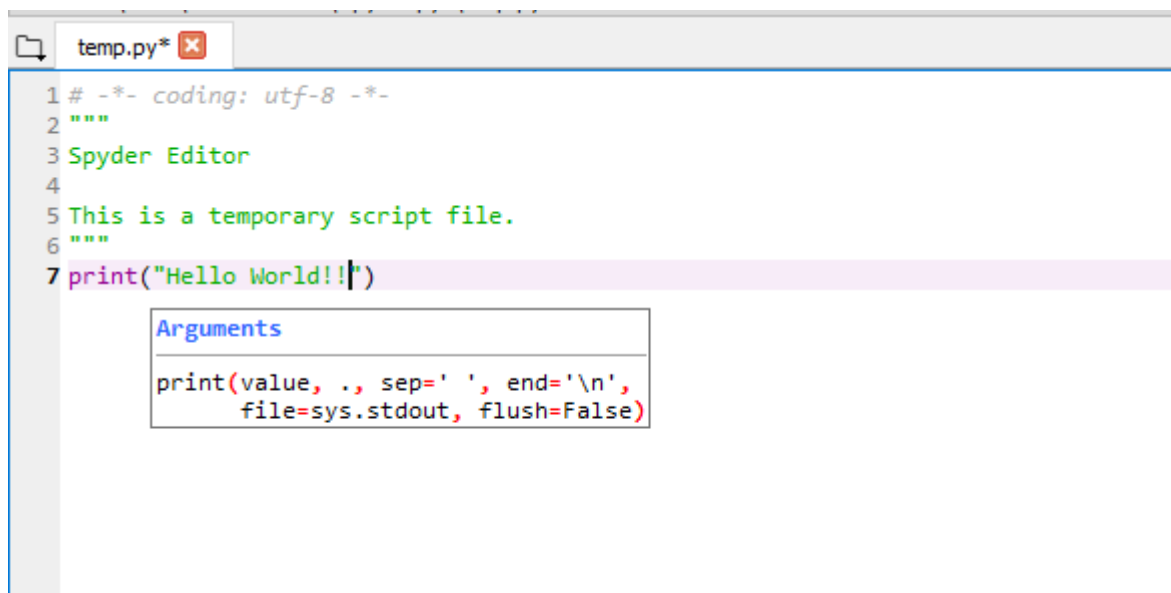 temp.py*
1 # -*- coding: utf-8 -*-
2 """
3 Spyder Editor
4
5 This is a temporary script file.
6 """
7 print("Hello World!!")
Arguments
print(value, ., sep=' ', end='\n',
file=sys.stdout, flush=False)